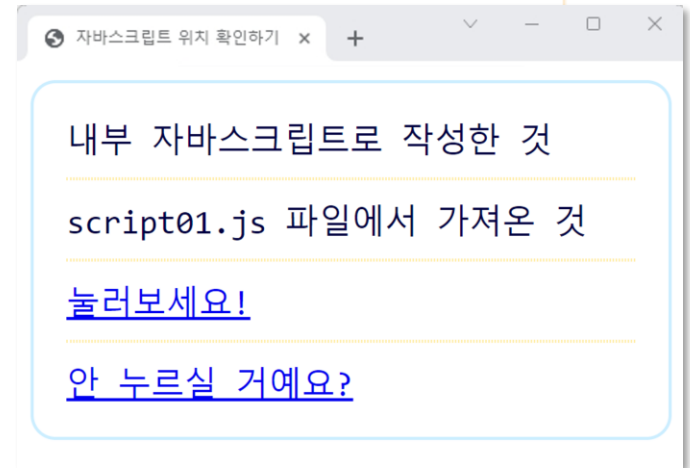 자바스크립트 위치 확인하기
내부 자바스크립트로 작성한 것
script01.js 파일에서 가져온 것
눌러보세요!
안 누르실 거예요?